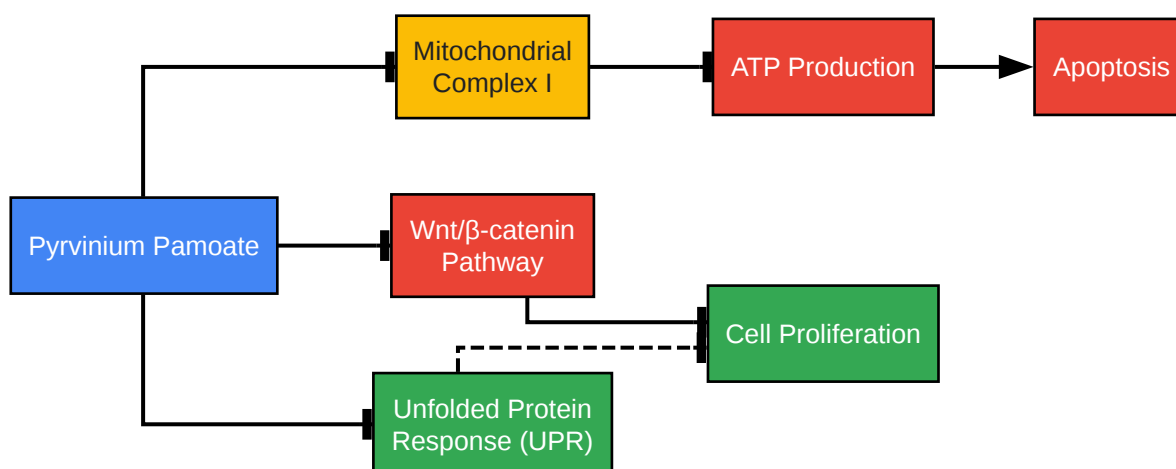 Mitochondrial
Complex I
ATP Production
Apoptosis
Pyrvinium Pamoate
Wnt/β-catenin
Pathway
Cell Proliferation
Unfolded Protein
Response (UPR)